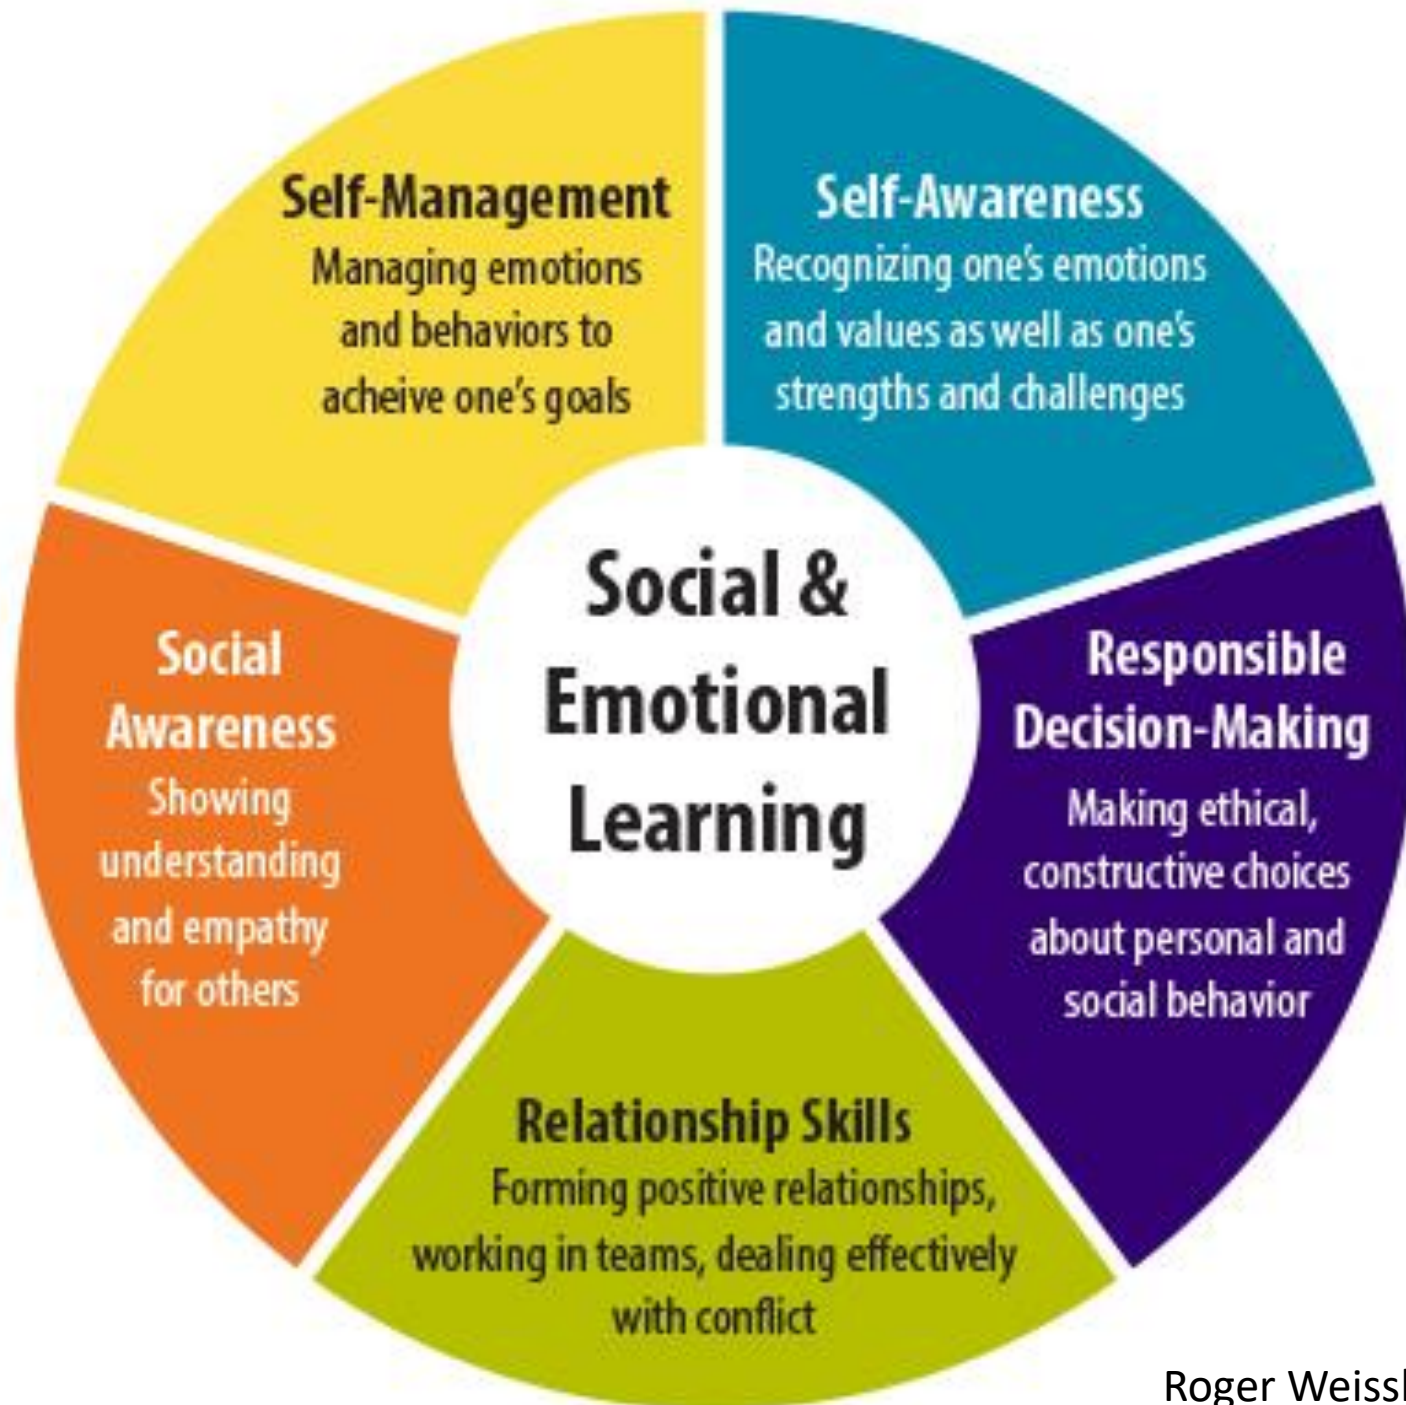 Social &
Emotional
Learning
Self-Awareness
Recognizing one's emotions
and values as well as one's
strengths and challenges
Responsible
Decision-Making
Making ethical,
constructive choices
about personal and
social behavior
Relationship Skills
Forming positive relationships,
working in teams, dealing effectively
with conflict
Social
Awareness
Showing
understanding
and empathy
for others
Self-Management
Managing emotions
and behaviors to
acheive one's goals
Roger